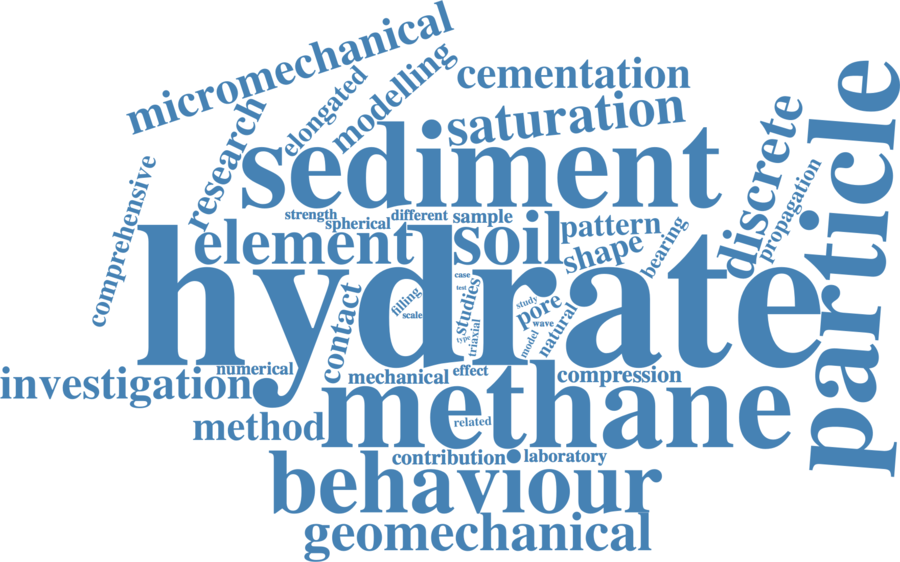 micromechanical
cementation
elongated
modelling
saturation
research
sediment
discrete
particle
comprehensive
propagation
strength
spherical
different
sample
element
soil
pattern
shape
bearing
hydrate
contact
filling
scale
case
test
studies
type
triaxial
study
pore
wave
model
natural
investigation
numerical
mechanical
effect
compression
methane
method
related
contribution
laboratory
behaviour
geomechanical